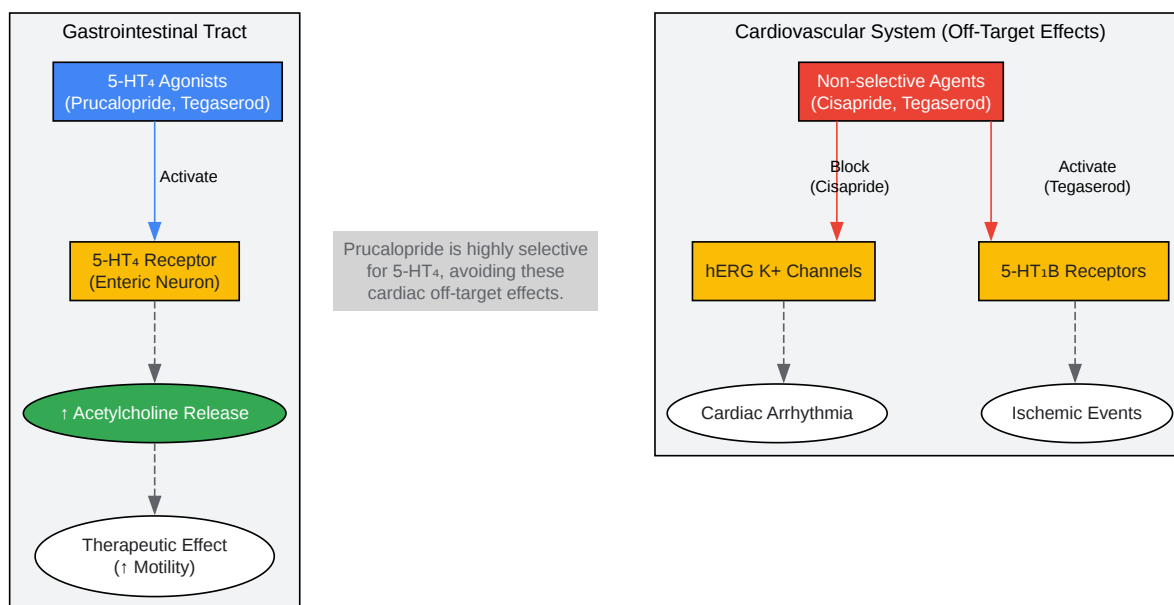 Gastrointestinal Tract
5-HT₄ Agonists
(Prucalopride, Tegaserod)
Activate
5-HT₄ Receptor
(Enteric Neuron)
↑ Acetylcholine Release
Therapeutic Effect
(↑ Motility)
Prucalopride is highly selective
for 5-HT₄, avoiding these
cardiac off-target effects.
Cardiovascular System (Off-Target Effects)
Non-selective Agents
(Cisapride, Tegaserod)
Block
(Cisapride)
Activate
(Tegaserod)
hERG K+ Channels
5-HT₁B Receptors
Cardiac Arrhythmia
Ischemic Events